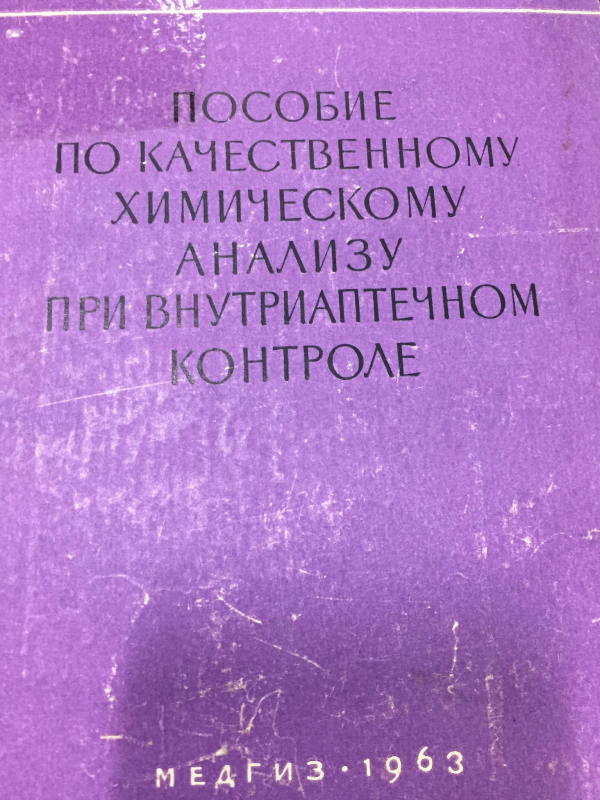 ПОСОБИЕ
ПО КАЧЕСТВЕННОМУ
ХИМИЧЕСКОМУ
АНАЛИЗУ
ПРИ ВНУТРИАПТЕЧНОМ
КОНТРОЛЕ
МЕДГИЗ · 1963